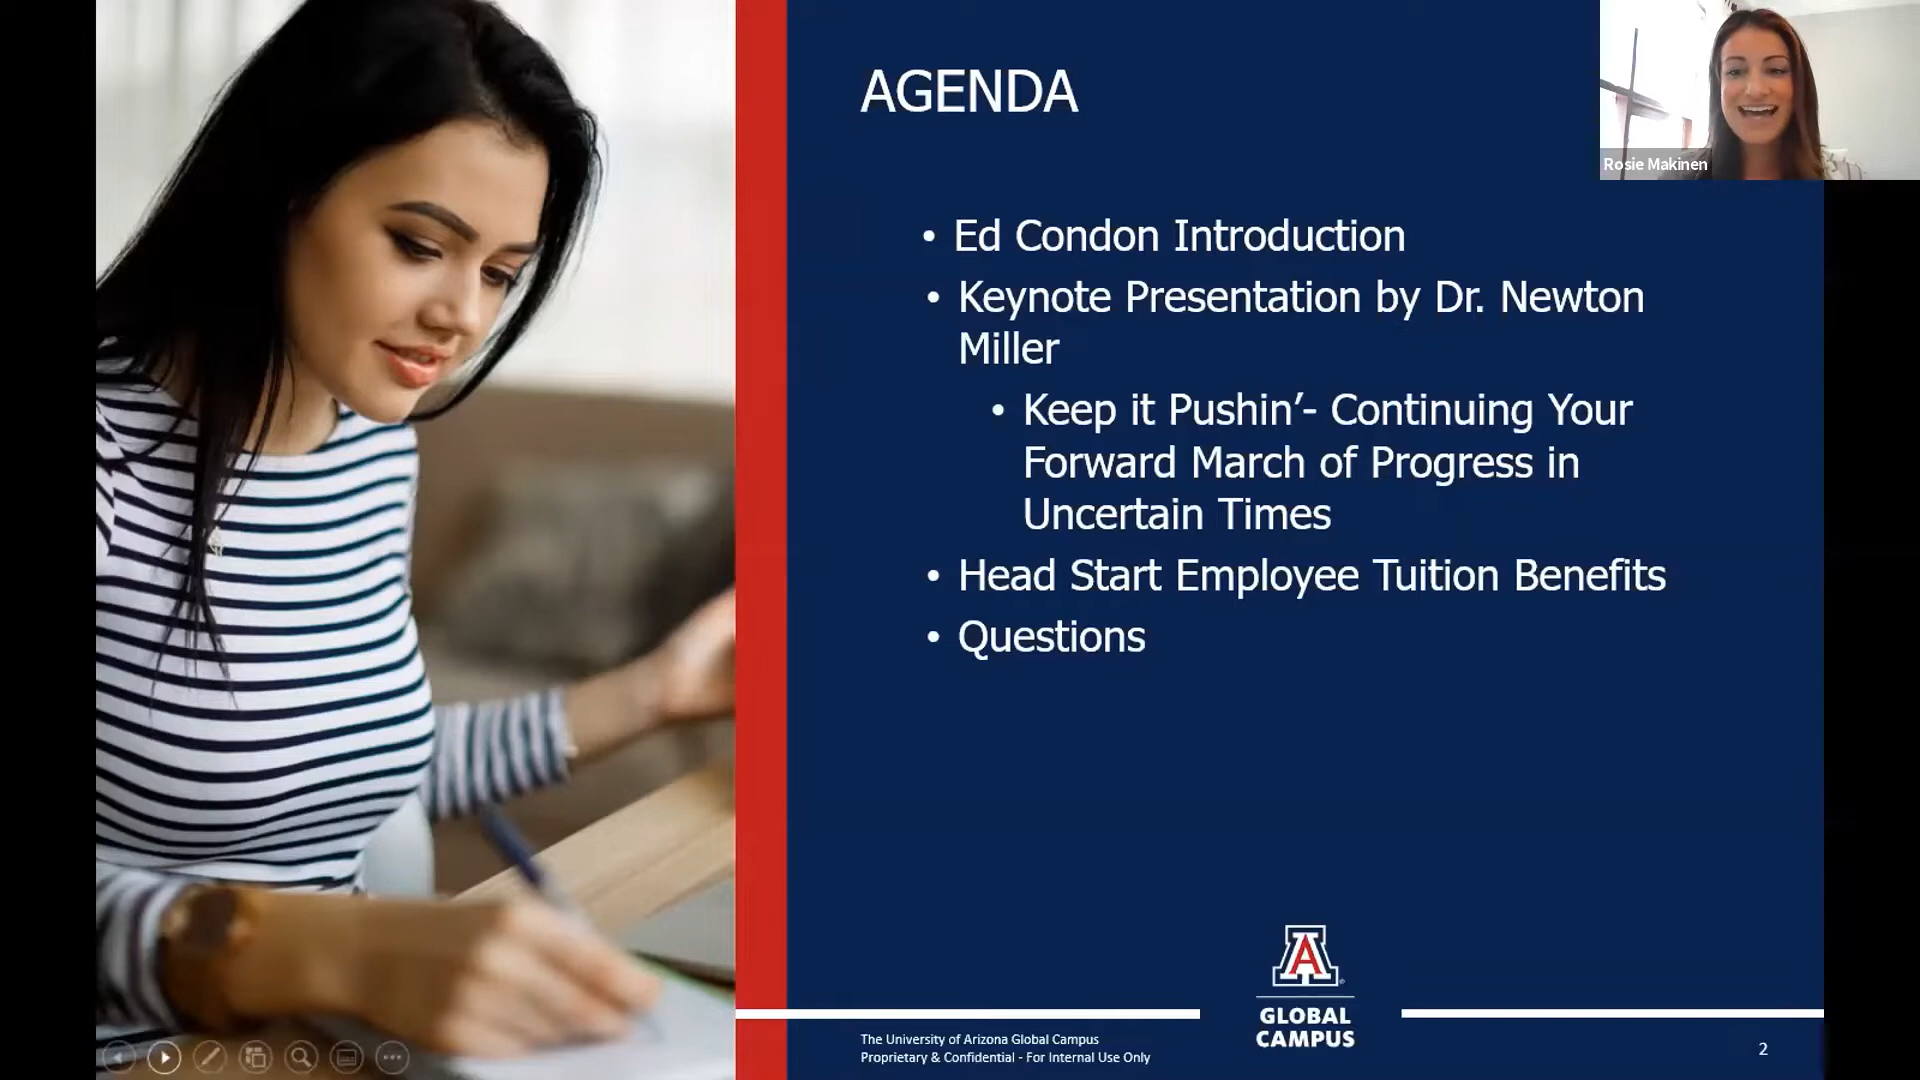 AGENDA
Rosie Makinen
• Ed Condon Introduction
• Keynote Presentation by Dr. Newton
Miller
• Keep it Pushin’- Continuing Your
Forward March of Progress in
Uncertain Times
• Head Start Employee Tuition Benefits
• Questions
A
GLOBAL
CAMPUS
The University of Arizona Global Campus
Proprietary & Confidential - For Internal Use Only
2